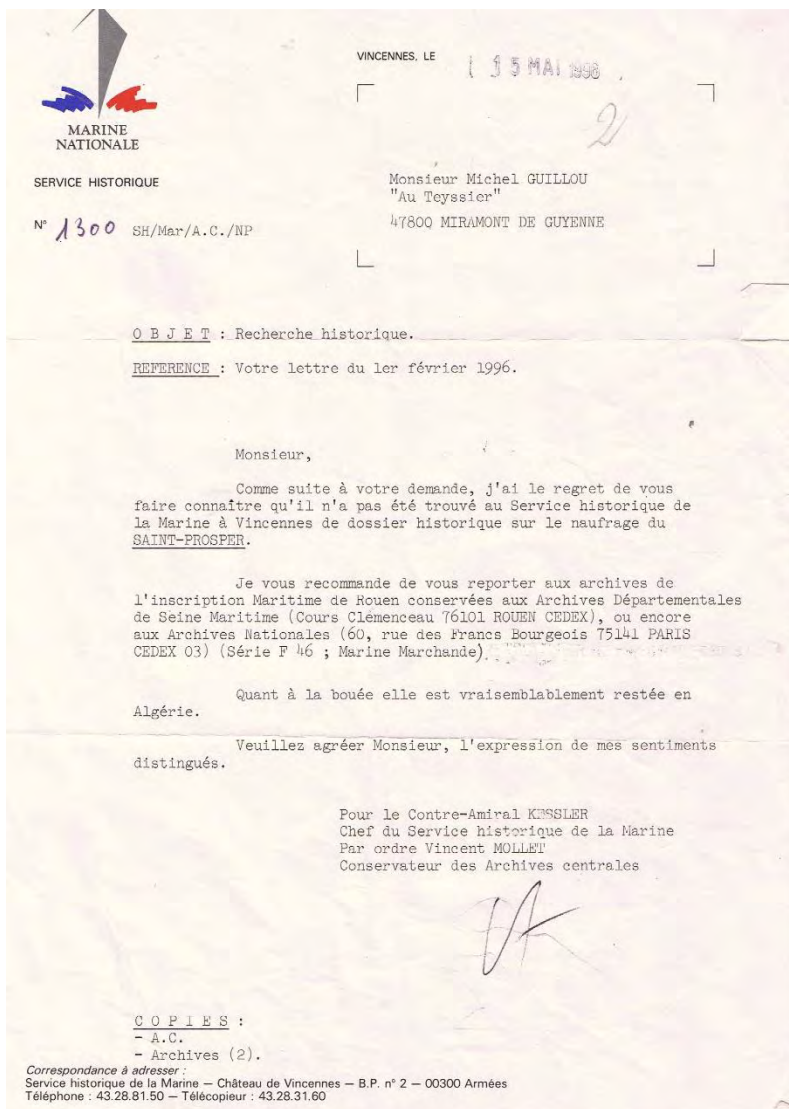 VINCENNES, LE
15 MAI 1996
2
MARINE
NATIONALE
SERVICE HISTORIQUE
N° 1300 SH/Mar/A.C./NP
Monsieur Michel GUILLOU
"Au Teyssier"
47800 MIRAMONT DE GUYENNE
O B J E T : Recherche historique.
REFERENCE : Votre lettre du 1er février 1996.
Monsieur,
Comme suite à votre demande, j'ai le regret de vous
faire connaître qu'il n'a pas été trouvé au Service historique de
la Marine à Vincennes de dossier historique sur le naufrage du
SAINT-PROSPER.
Je vous recommande de vous reporter aux archives de
l'inscription Maritime de Rouen conservées aux Archives Départementales
de Seine Maritime (Cours Clémenceau 76101 ROUEN CEDEX), ou encore
aux Archives Nationales (60, rue des Francs Bourgeois 75141 PARIS
CEDEX 03) (Série F 46 ; Marine Marchande)
Quant à la bouée elle est vraisemblablement restée en
Algérie.
Veuillez agréer Monsieur, l'expression de mes sentiments
distingués.
Pour le Contre-Amiral KESSLER
Chef du Service historique de la Marine
Par ordre Vincent MOLLET
Conservateur des Archives centrales
C O P I E S :
- A.C.
- Archives (2).
Correspondance à adresser :
Service historique de la Marine — Château de Vincennes — B.P. n° 2 — 00300 Armées
Téléphone : 43.28.81.50 — Télécopieur : 43.28.31.60